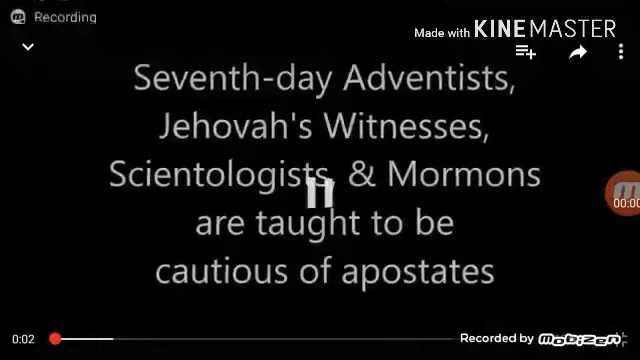 Recording
Made with KINEMASTER
Seventh-day Adventists,
Jehovah's Witnesses,
Scientologists, & Mormons
are taught to be
cautious of apostates
00:00
0:02
Recorded by mobizen